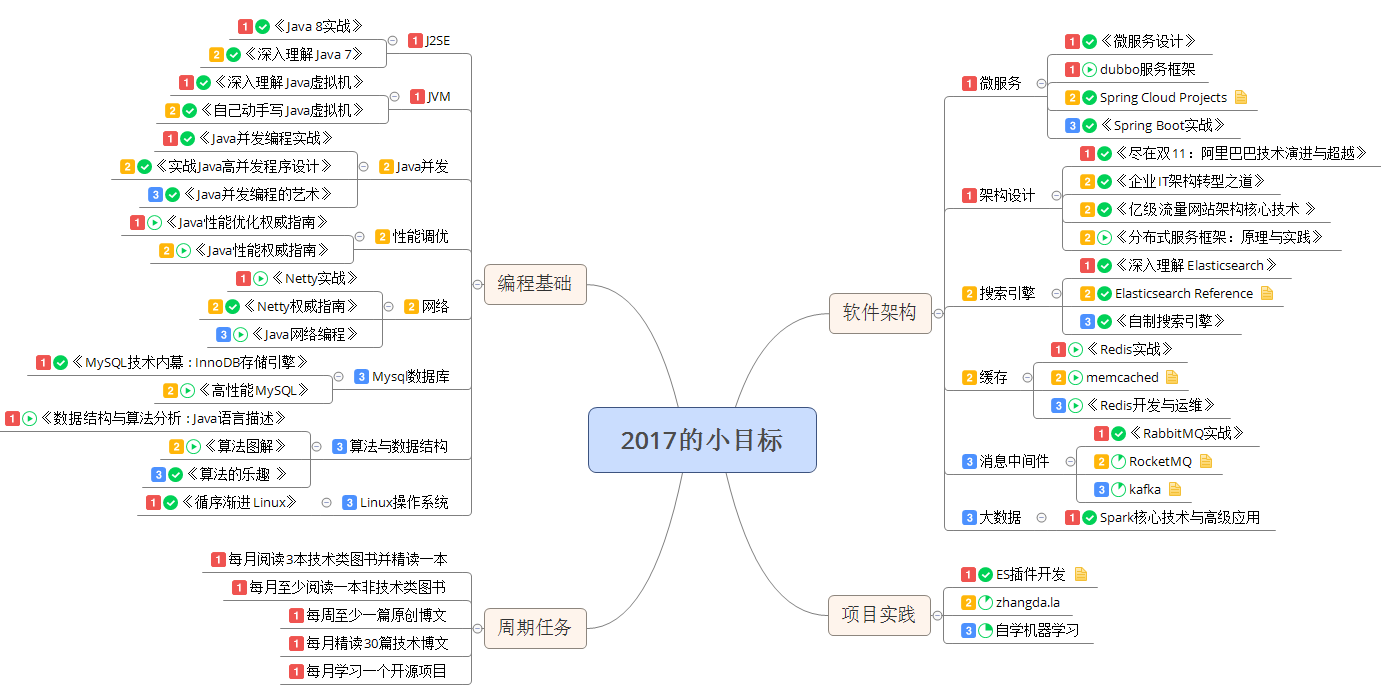 2017的小目标
编程基础
1 J2SE
1 《Java 8实战》
2 《深入理解Java 7》
1 JVM
1 《深入理解Java虚拟机》
2 《自己动手写Java虚拟机》
2 Java并发
1 《Java并发编程实战》
2 《实战Java高并发程序设计》
3 《Java并发编程的艺术》
2 性能调优
1 《Java性能优化权威指南》
2 《Java性能权威指南》
2 网络
1 《Netty实战》
2 《Netty权威指南》
3 《Java网络编程》
3 Mysql数据库
1 《MySQL技术内幕：InnoDB存储引擎》
2 《高性能MySQL》
3 算法与数据结构
1 《数据结构与算法分析：Java语言描述》
2 《算法图解》
3 《算法的乐趣 》
3 Linux操作系统
1 《循序渐进Linux》
周期任务
1 每月阅读3本技术类图书并精读一本
1 每月至少阅读一本非技术类图书
1 每周至少一篇原创博文
1 每月精读30篇技术博文
1 每月学习一个开源项目
软件架构
1 微服务
1 《微服务设计》
1 dubbo服务框架
2 Spring Cloud Projects
3 《Spring Boot实战》
1 架构设计
1 《尽在双11：阿里巴巴技术演进与超越》
2 《企业IT架构转型之道》
2 《亿级流量网站架构核心技术 》
2 《分布式服务框架：原理与实践》
2 搜索引擎
1 《深入理解Elasticsearch》
2 Elasticsearch Reference
3 《自制搜索引擎》
2 缓存
1 《Redis实战》
2 memcached
3 《Redis开发与运维》
3 消息中间件
1 《RabbitMQ实战》
2 RocketMQ
3 kafka
3 大数据
1 Spark核心技术与高级应用
项目实践
1 ES插件开发
2 zhangda.la
3 自学机器学习